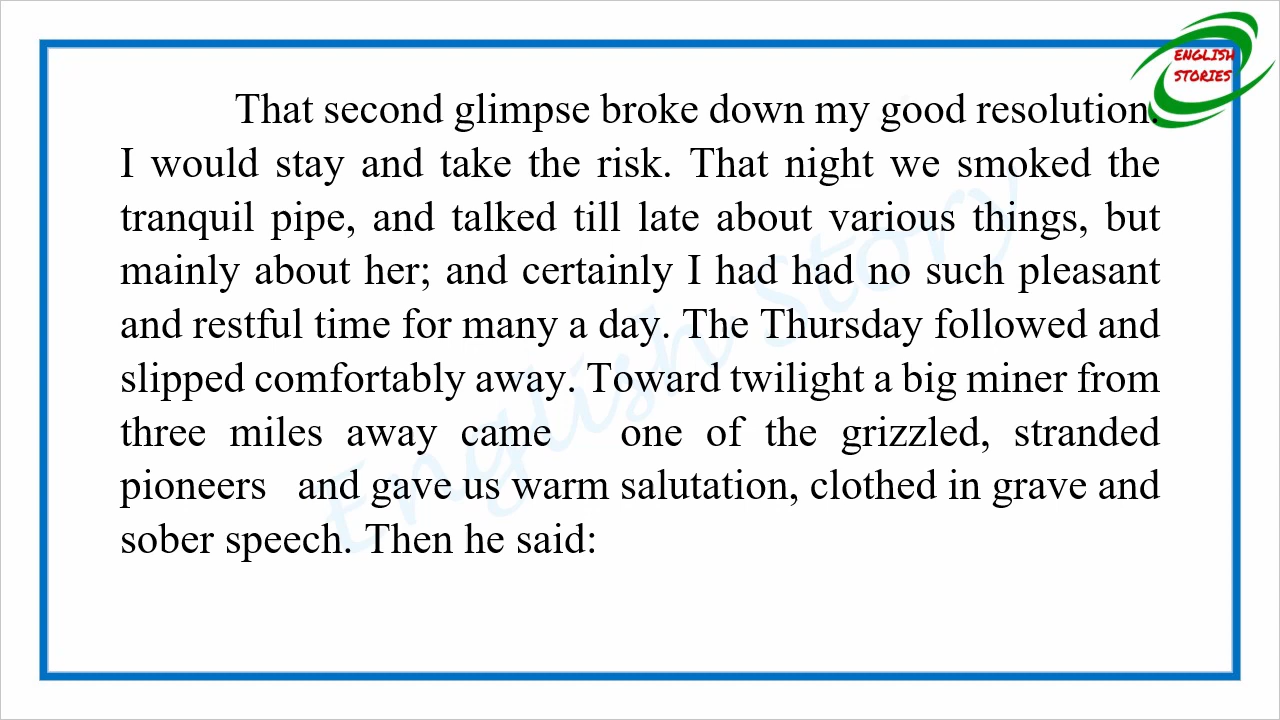 ENGLISH
STORIES
That second glimpse broke down my good resolution.
I would stay and take the risk. That night we smoked the
tranquil pipe, and talked till late about various things, but
mainly about her; and certainly I had had no such pleasant
and restful time for many a day. The Thursday followed and
slipped comfortably away. Toward twilight a big miner from
three miles away came one of the grizzled, stranded
pioneers and gave us warm salutation, clothed in grave and
sober speech. Then he said:
English Story